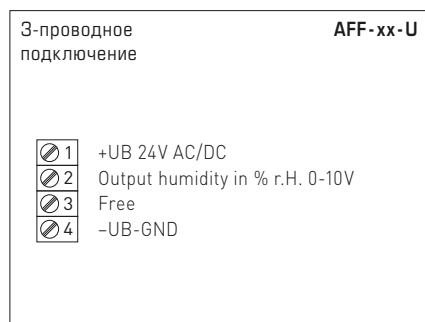 3-проводное
подключение
AFF-xx-U
1 +UB 24V AC/DC
2 Output humidity in % r.H. 0-10V
3 Free
4 –UB-GND